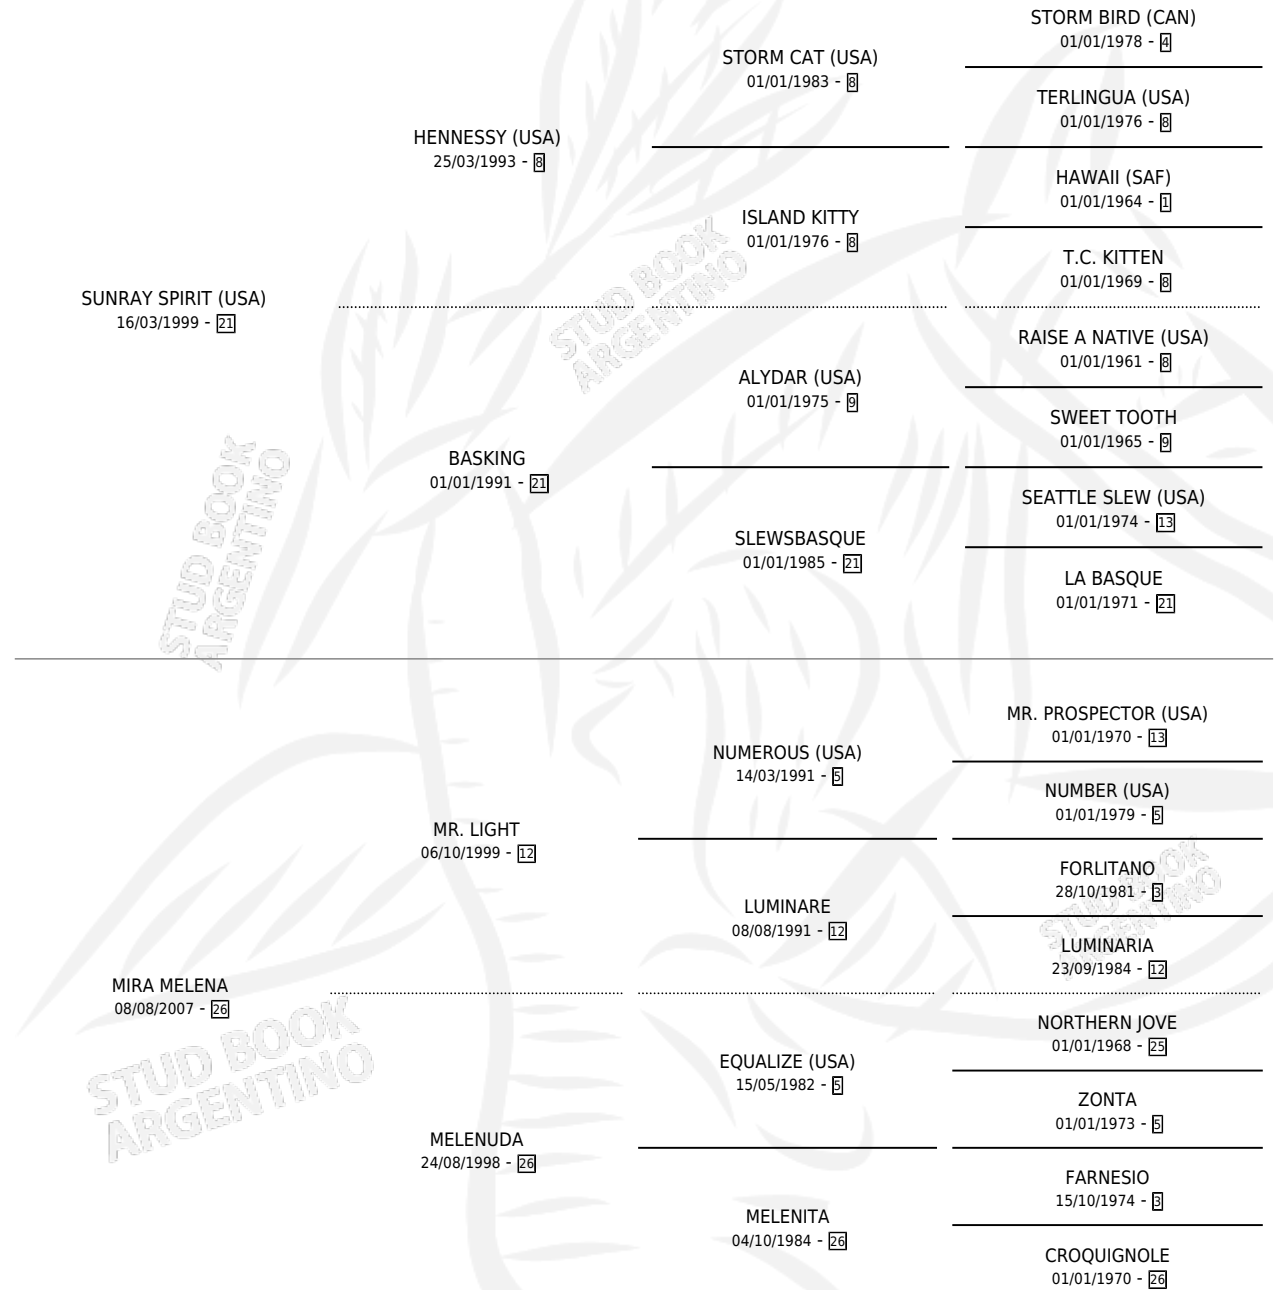 STORM BIRD (CAN)
01/01/1978 - 4
STORM CAT (USA)
01/01/1983 - 8
TERLINGUA (USA)
01/01/1976 - 8
HENNESSY (USA)
25/03/1993 - 8
HAWAII (SAF)
01/01/1964 - 1
ISLAND KITTY
01/01/1976 - 8
T.C. KITTEN
01/01/1969 - 8
SUNRAY SPIRIT (USA)
16/03/1999 - 21
RAISE A NATIVE (USA)
01/01/1961 - 8
ALYDAR (USA)
01/01/1975 - 9
SWEET TOOTH
01/01/1965 - 9
BASKING
01/01/1991 - 21
SEATTLE SLEW (USA)
01/01/1974 - 13
SLEWSBASQUE
01/01/1985 - 21
LA BASQUE
01/01/1971 - 21
MR. PROSPECTOR (USA)
01/01/1970 - 13
NUMEROUS (USA)
14/03/1991 - 5
NUMBER (USA)
01/01/1979 - 5
MR. LIGHT
06/10/1999 - 12
FORLITANO
28/10/1981 - 3
LUMINARE
08/08/1991 - 12
LUMINARIA
23/09/1984 - 12
MIRA MELENA
08/08/2007 - 26
NORTHERN JOVE
01/01/1968 - 25
EQUALIZE (USA)
15/05/1982 - 5
ZONTA
01/01/1973 - 5
MELENUDA
24/08/1998 - 26
FARNESIO
15/10/1974 - 3
MELENITA
04/10/1984 - 26
CROQUIGNOLE
01/01/1970 - 26
STUD BOOK
ARGENTINO
STUD BOOK
ARGENTINO
STUD BOOK
ARGENTINO
STUD BOOK
ARGENTINO